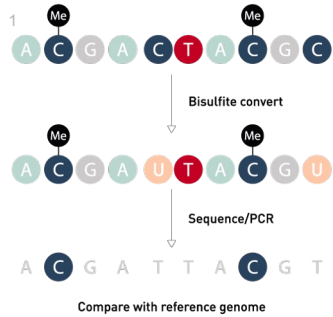 1
Me Me
A C G A C T A C G C
Bisulfite convert
Me Me
A C G A U T A C G U
Sequence/PCR
A C G A T T A C G T
Compare with reference genome